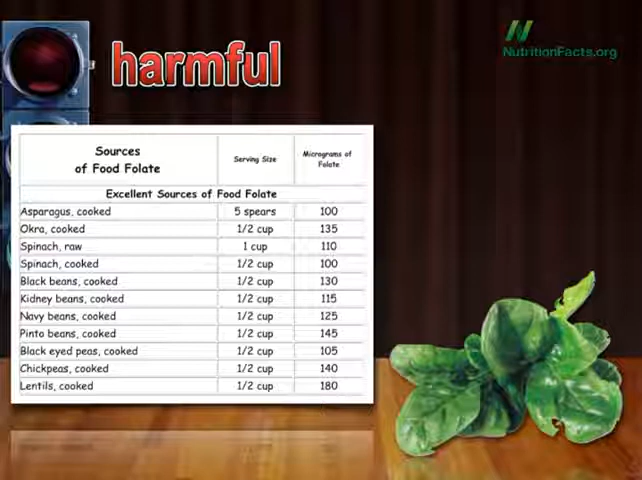 harmful
NutritionFacts.org
Sources of Food Folate Serving Size Micrograms of Folate
Excellent Sources of Food Folate
Asparagus, cooked 5 spears 100
Okra, cooked 1/2 cup 135
Spinach, raw 1 cup 110
Spinach, cooked 1/2 cup 100
Black beans, cooked 1/2 cup 130
Kidney beans, cooked 1/2 cup 115
Navy beans, cooked 1/2 cup 125
Pinto beans, cooked 1/2 cup 145
Black eyed peas, cooked 1/2 cup 105
Chickpeas, cooked 1/2 cup 140
Lentils, cooked 1/2 cup 180